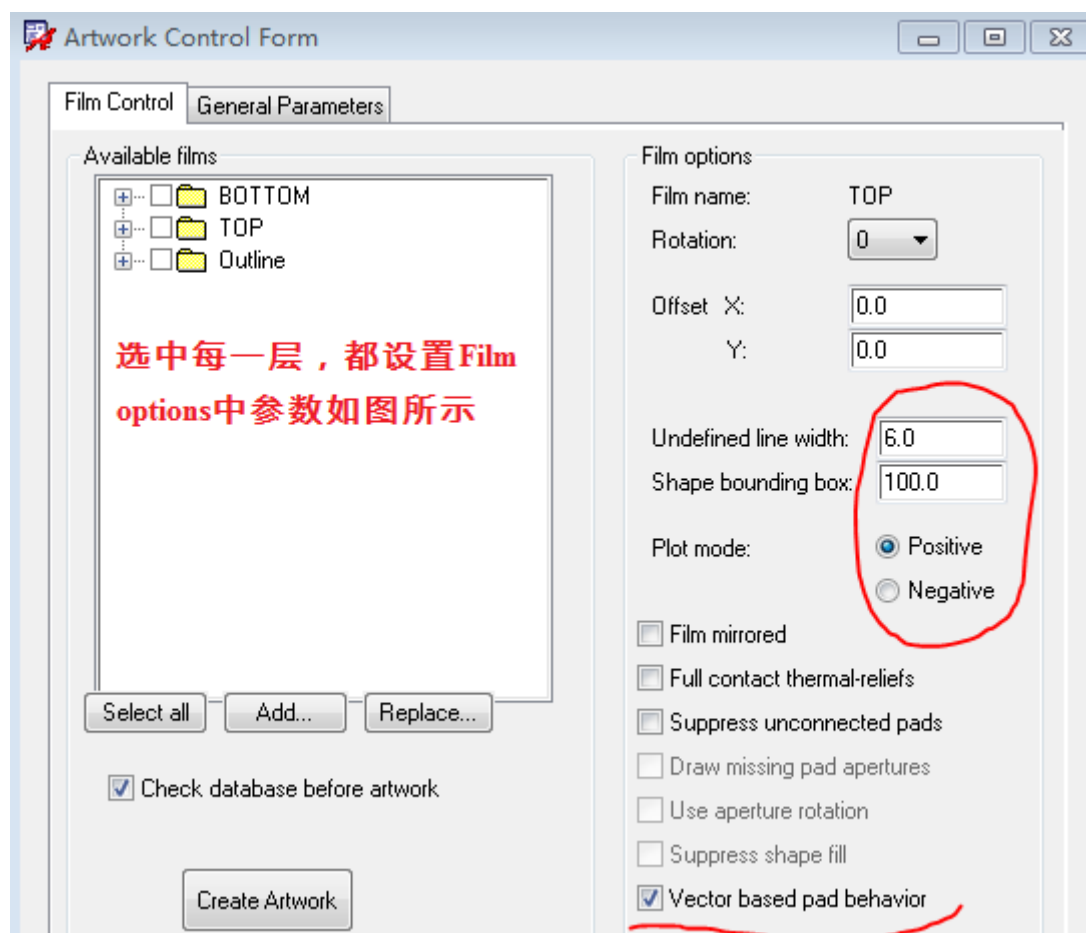 Artwork Control Form
Film Control
General Parameters
Available films
BOTTOM
TOP
Outline
选中每一层，都设置Film
options中参数如图所示
Select all
Add...
Replace...
Check database before artwork
Create Artwork
Film options
Film name: TOP
Rotation: 0
Offset X: 0.0
Y: 0.0
Undefined line width: 6.0
Shape bounding box: 100.0
Plot mode: Positive
Negative
Film mirrored
Full contact thermal-reliefs
Suppress unconnected pads
Draw missing pad apertures
Use aperture rotation
Suppress shape fill
Vector based pad behavior